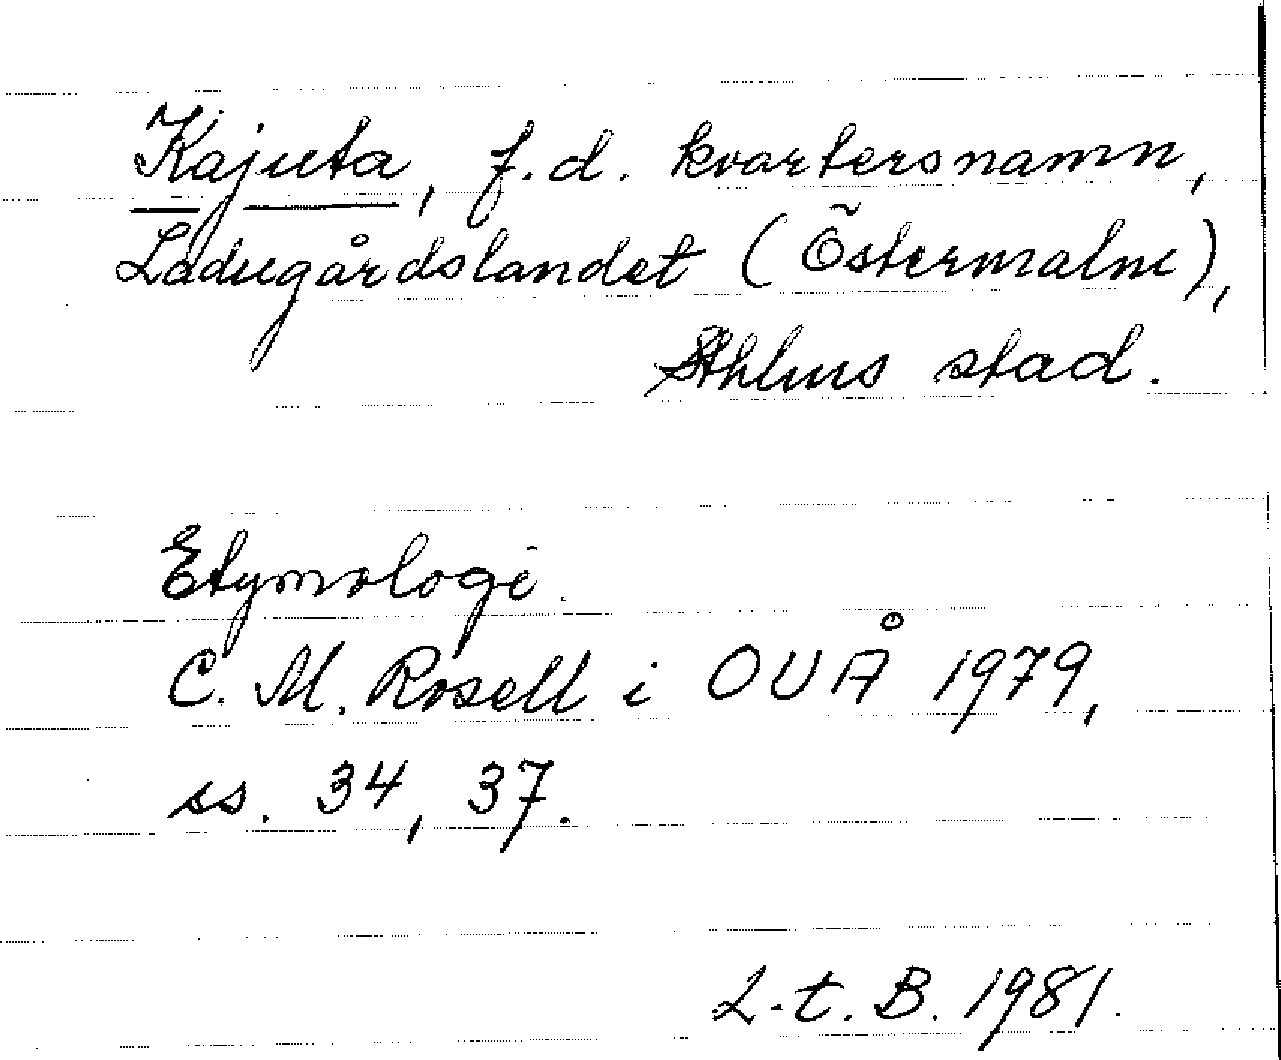 Kajuta, f.d. kvartersnamn,
Ladugårdslandet (Östermalm),
Sthlms stad.
Etymologi.
C. M. Rosell i OUÅ 1979,
ss. 34, 37.
L.t. B. 1981.